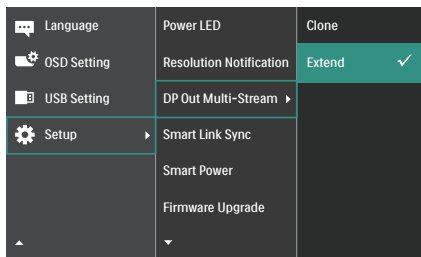 Language
OSD Setting
USB Setting
Setup
Power LED
Resolution Notification
DP Out Multi-Stream
Smart Link Sync
Smart Power
Firmware Upgrade
Clone
Extend